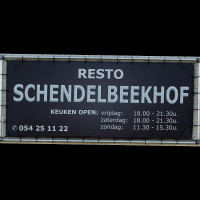 RESTO
SCHENDELBEEKHOF
KEUKEN OPEN: vrijdag: 18.00 - 21.30u.
zaterdag: 18.00 - 21.30u.
✆ 054 25 11 22 zondag: 11.30 - 15.30u.